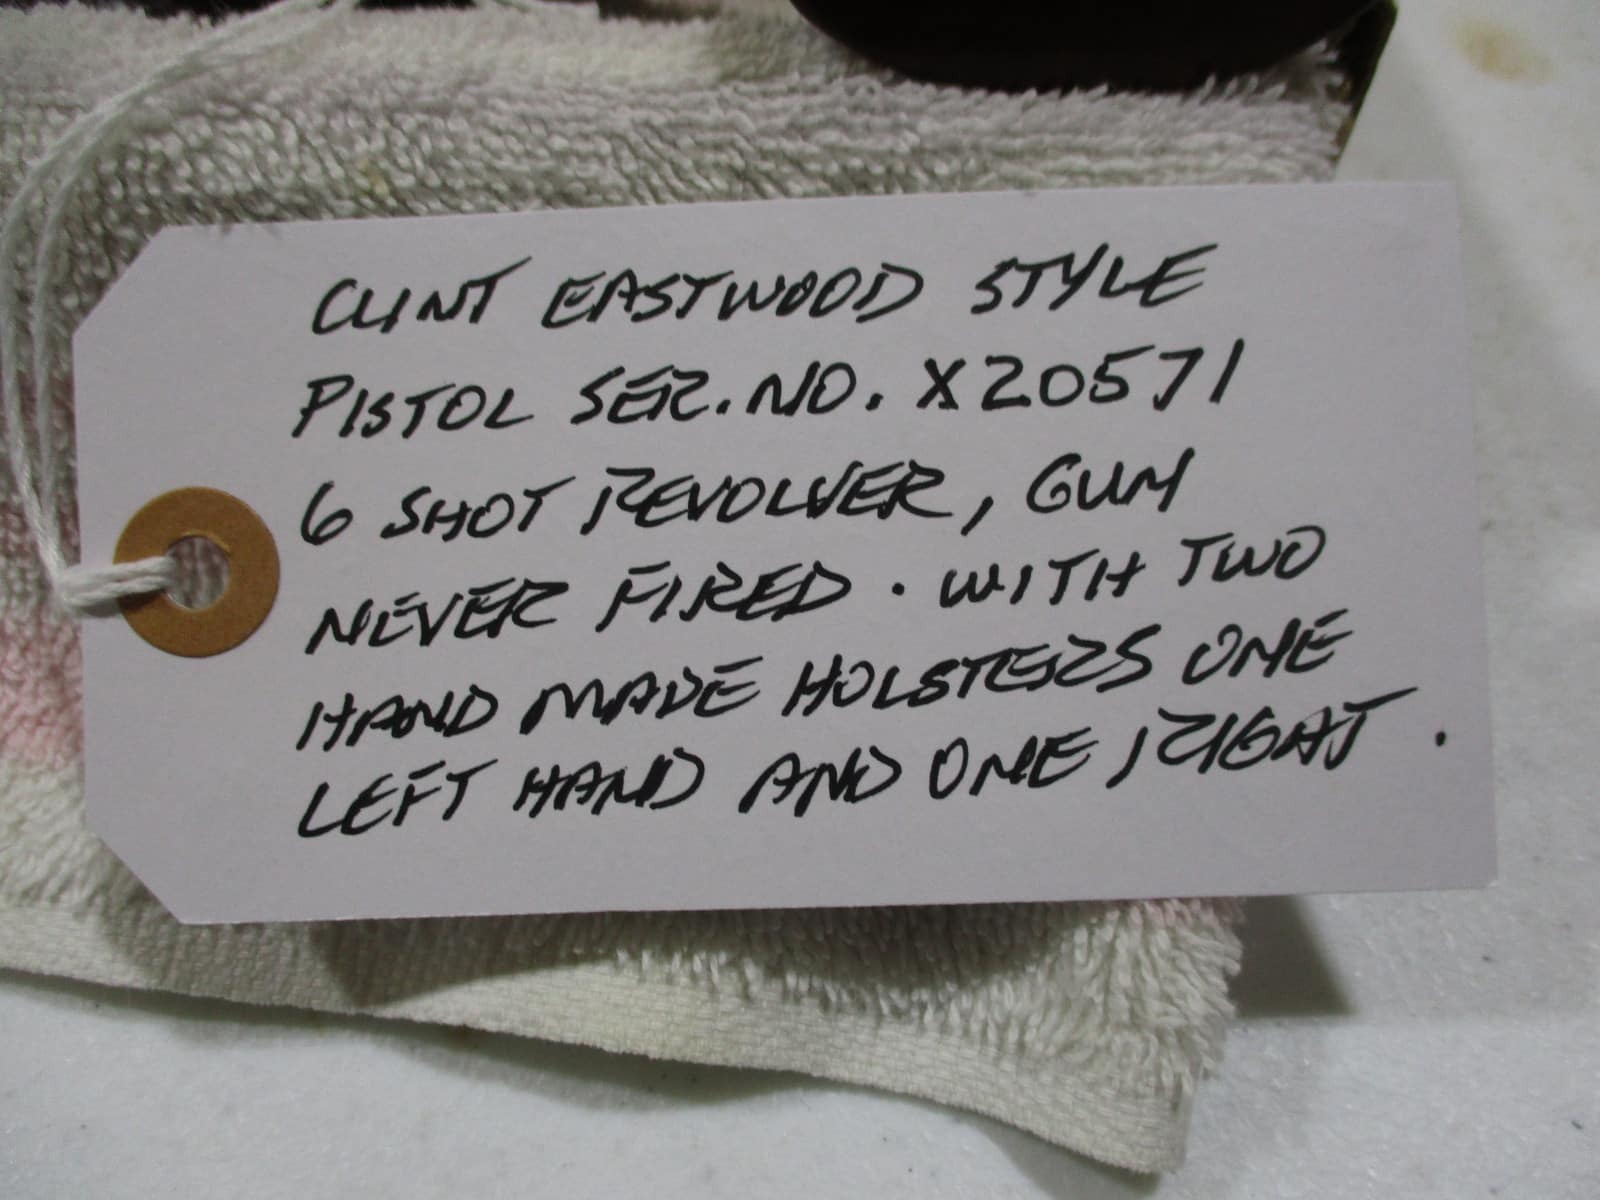 CLINT EASTWOOD STYLE
PISTOL SER. NO. X20571
6 SHOT REVOLVER, GUN
NEVER FIRED. WITH TWO
HAND MADE HOLSTERS ONE
LEFT HAND AND ONE RIGHT.